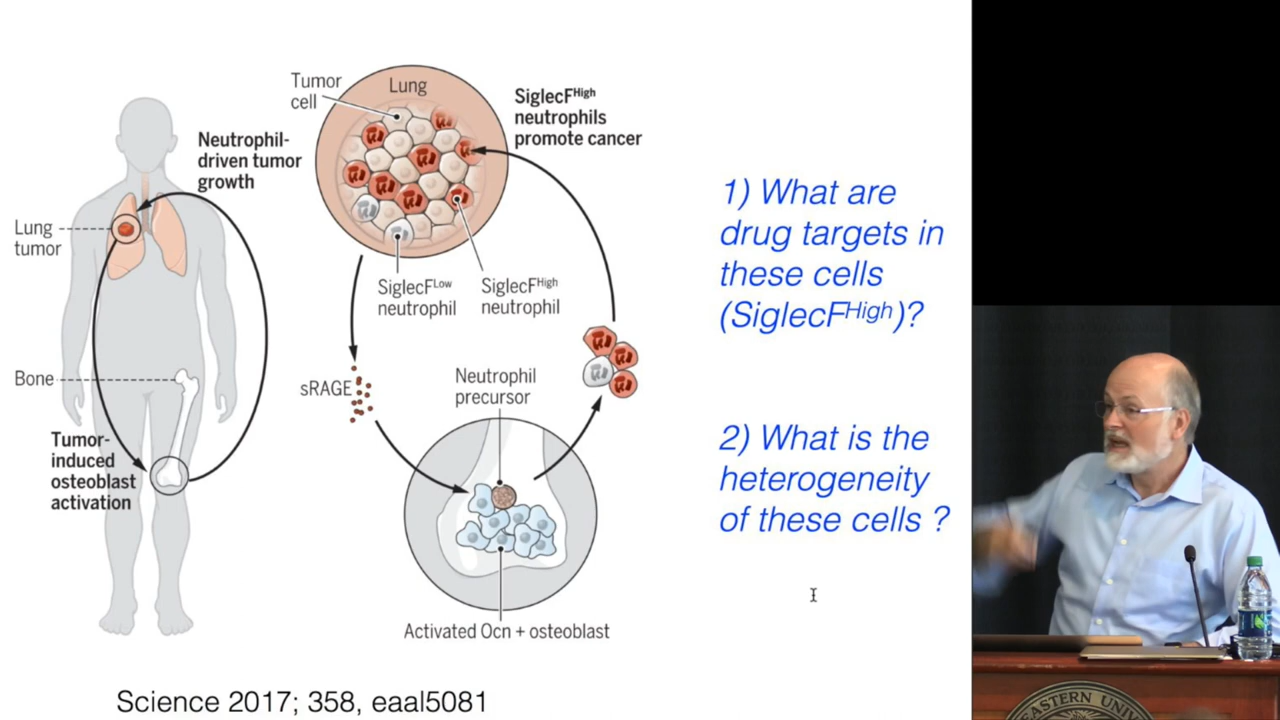 Tumor
cell
Lung
SiglecFHigh
neutrophils
promote cancer
Neutrophil-
driven tumor
growth
Lung
tumor
SiglecFLow
neutrophil
SiglecFHigh
neutrophil
Bone
sRAGE
Neutrophil
precursor
Tumor-
induced
osteoblast
activation
Activated Ocn + osteoblast
Science 2017; 358, eaal5081
1) What are
drug targets in
these cells
(SiglecFHigh)?
2) What is the
heterogeneity
of these cells ?
EASTERN UNIV